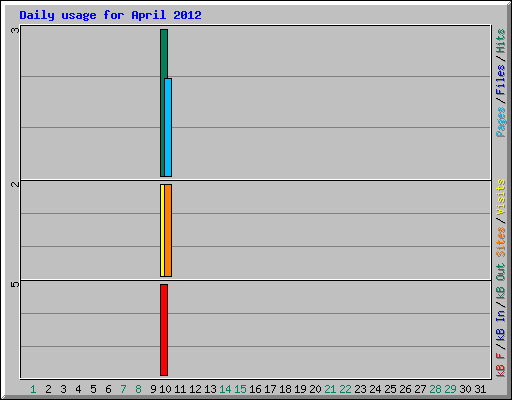 Daily usage for April 2012
3
2
5
Pages / Files / Hits
Sites / Visits
kB F / kB In / kB Out
1 2 3 4 5 6 7 8 9 10 11 12 13 14 15 16 17 18 19 20 21 22 23 24 25 26 27 28 29 30 31